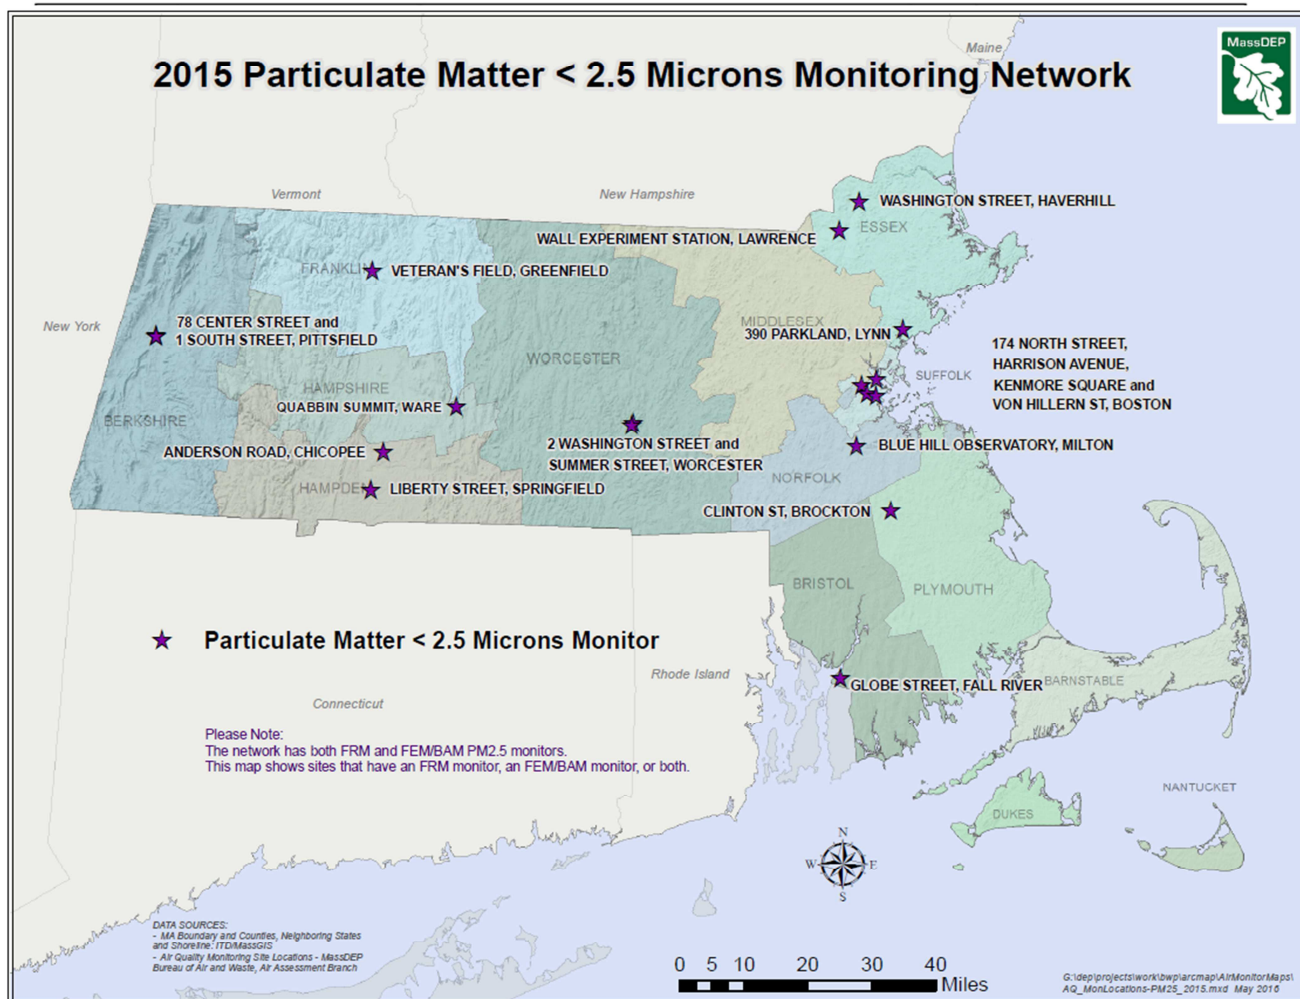 Maine
MassDEP
2015 Particulate Matter < 2.5 Microns Monitoring Network
Vermont
New Hampshire
WASHINGTON STREET, HAVERHILL
ESSEX
WALL EXPERIMENT STATION, LAWRENCE
FRANKLIN
VETERAN'S FIELD, GREENFIELD
New York
78 CENTER STREET and
1 SOUTH STREET, PITTSFIELD
MIDDLESEX
390 PARKLAND, LYNN
174 NORTH STREET,
HARRISON AVENUE,
KENMORE SQUARE and
VON HILLERN ST, BOSTON
WORCESTER
SUFFOLK
HAMPSHIRE
QUABBIN SUMMIT, WARE
BERKSHIRE
2 WASHINGTON STREET and
SUMMER STREET, WORCESTER
BLUE HILL OBSERVATORY, MILTON
ANDERSON ROAD, CHICOPEE
NORFOLK
HAMPDEN
LIBERTY STREET, SPRINGFIELD
CLINTON ST, BROCKTON
BRISTOL
PLYMOUTH
Particulate Matter < 2.5 Microns Monitor
Rhode Island
GLOBE STREET, FALL RIVER
BARNSTABLE
Connecticut
Please Note:
The network has both FRM and FEM/BAM PM2.5 monitors.
This map shows sites that have an FRM monitor, an FEM/BAM monitor, or both.
NANTUCKET
DUKES
N
W
E
S
DATA SOURCES:
- MA Boundary and Counties, Neighboring States
and Shoreline: ITD/MassGIS
- Air Quality Monitoring Site Locations - MassDEP
Bureau of Air and Waste, Air Assessment Branch
0 5 10 20 30 40
Miles
G:\dep\projects\work\bwp\arcmap\AirMonitorMaps\
AQ_MonLocations-PM25_2015.mxd May 2016